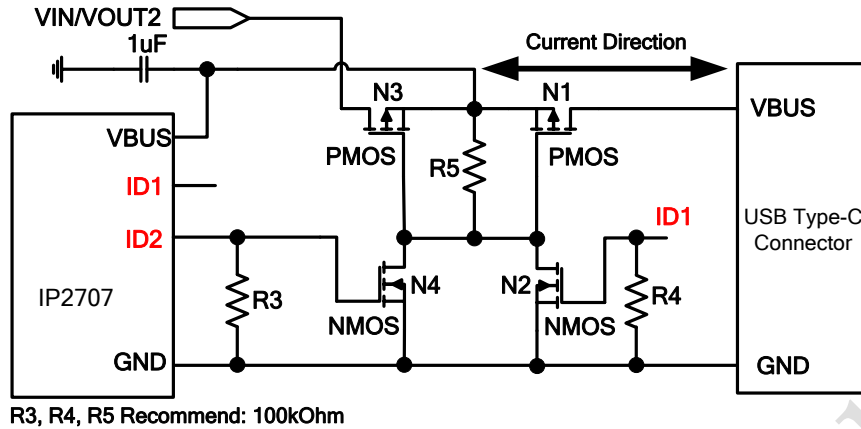 VIN/VOUT2
1uF
Current Direction
N3
N1
VBUS
VBUS
PMOS
R5
PMOS
ID1
ID1
USB Type-C
Connector
ID2
IP2707
R3
N4
N2
R4
NMOS
NMOS
GND
GND
R3, R4, R5 Recommend: 100kOhm